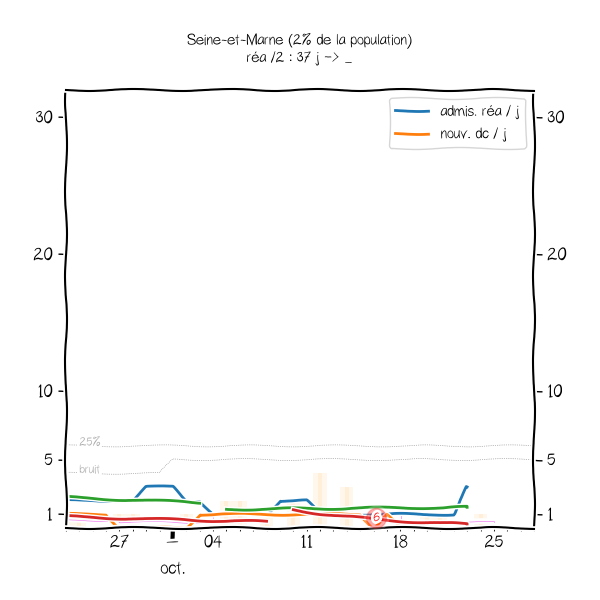 Seine-et-Marne (2% de la population)
réa /2 : 37 j -> _
admis. réa / j
nouv. dc / j
30
30
20
20
10
10
25%
5
5
bruit
1
6
1
27
04
11
18
25
oct.